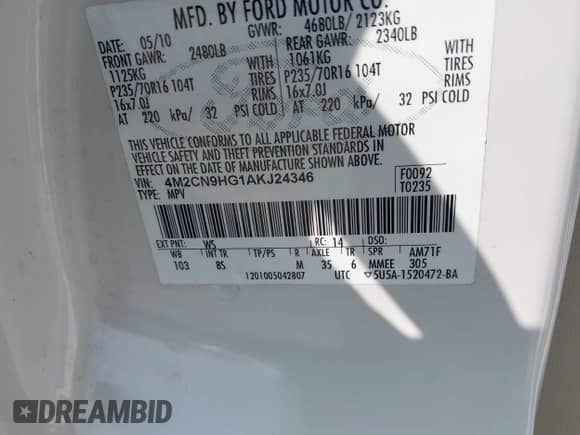 MFD. BY FORD MOTOR CO.
DATE: 05/10 GVWR: 4680LB/ 2123KG
FRONT GAWR: 2480LB REAR GAWR: 2340LB
1125KG WITH 1061KG WITH
P235/70R16 104T TIRES P235/70R16 104T TIRES
16x7.0J RIMS 16x7.0J RIMS
AT 220 kPa/ 32 PSI COLD AT 220 kPa/ 32 PSI COLD
THIS VEHICLE CONFORMS TO ALL APPLICABLE FEDERAL MOTOR
VEHICLE SAFETY AND THEFT PREVENTION STANDARDS IN
EFFECT ON THE DATE OF MANUFACTURE SHOWN ABOVE.
VIN: 4M2CN9HG1AKJ24346 F0092
TYPE: MPV T0235
EXT PNT: WS RC: 14 DSO:
WB INT TR TP/PS R AXLE TR SPR AM71F
103 BS M 35 6 MMEE 305
1201005042807 UTC ▽5U5A-1520472-BA
DREAMBID